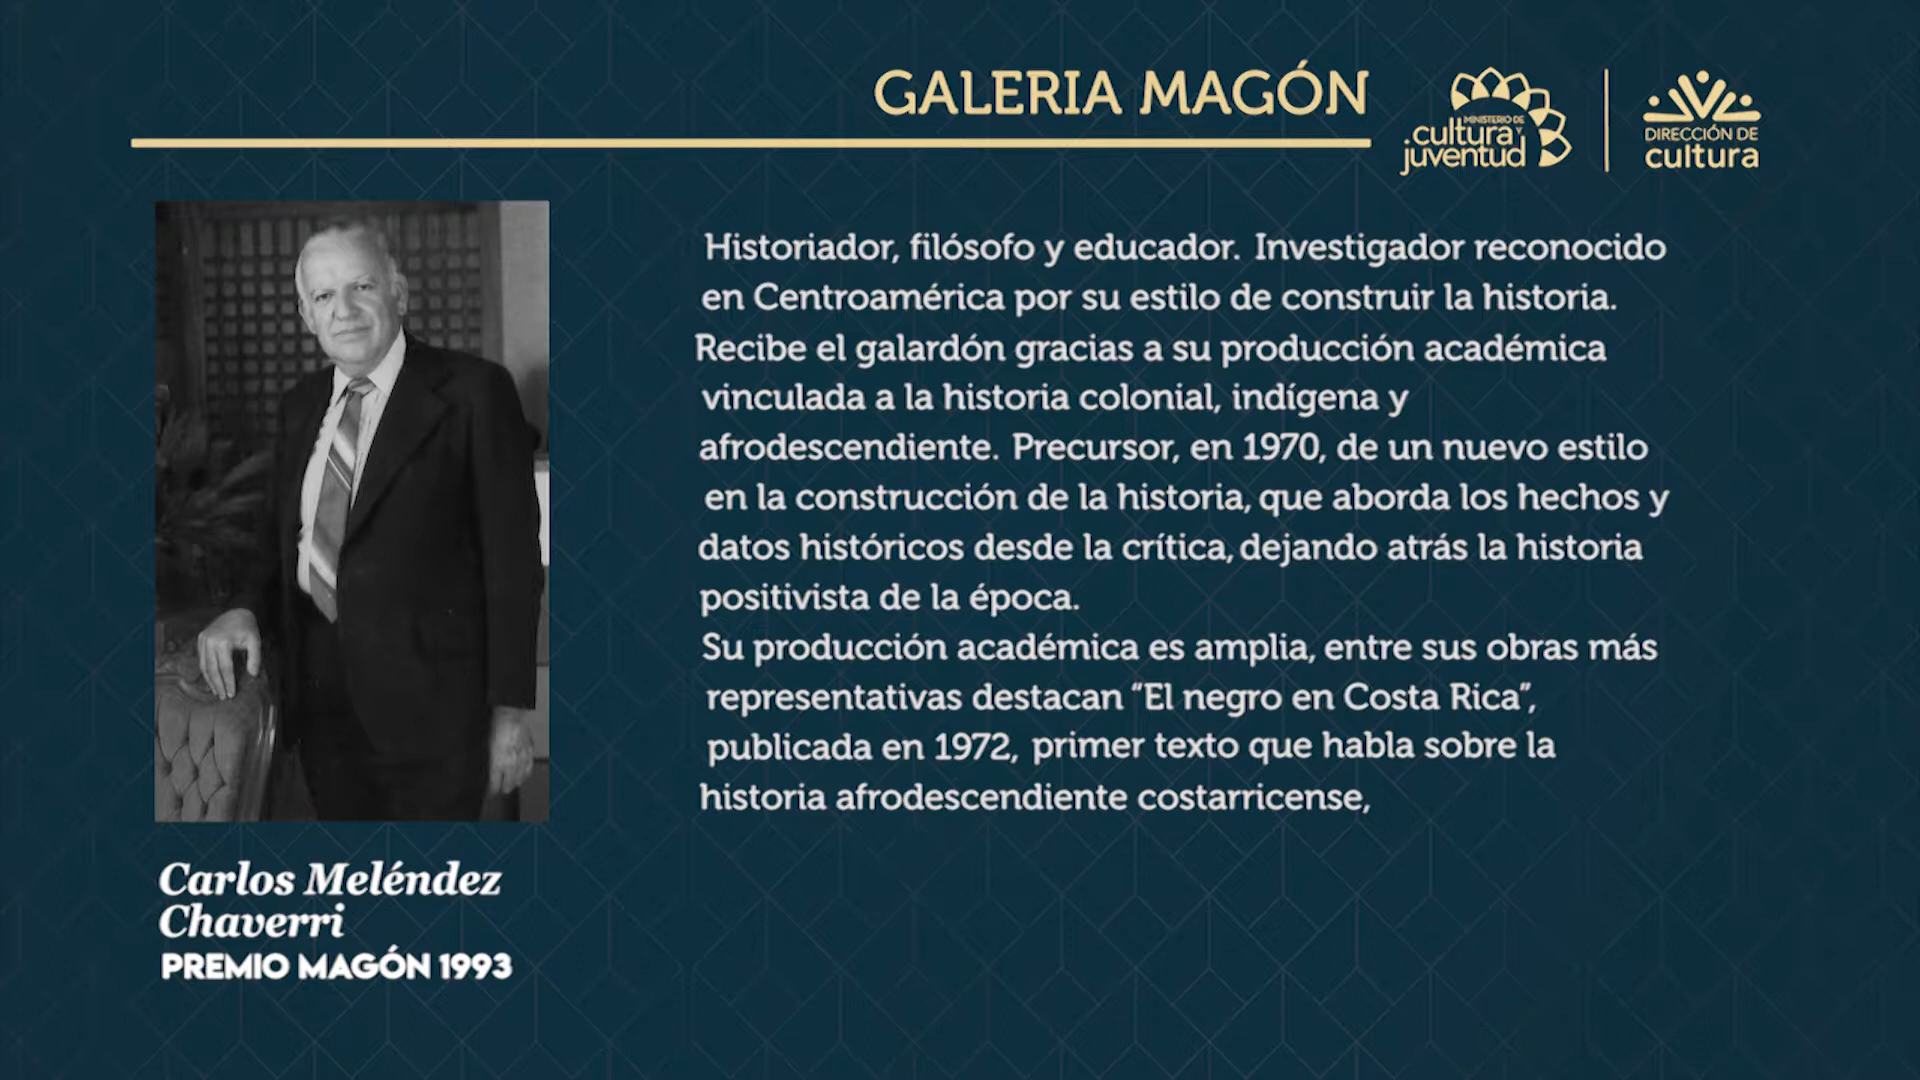 GALERIA MAGÓN
MINISTERIO DE
cultura y
juventud
DIRECCIÓN DE
cultura
Historiador, filósofo y educador. Investigador reconocido
en Centroamérica por su estilo de construir la historia.
Recibe el galardón gracias a su producción académica
vinculada a la historia colonial, indígena y
afrodescendiente. Precursor, en 1970, de un nuevo estilo
en la construcción de la historia, que aborda los hechos y
datos históricos desde la crítica, dejando atrás la historia
positivista de la época.
Su producción académica es amplia, entre sus obras más
representativas destacan “El negro en Costa Rica”,
publicada en 1972, primer texto que habla sobre la
historia afrodescendiente costarricense,
Carlos Meléndez
Chaverri
PREMIO MAGÓN 1993